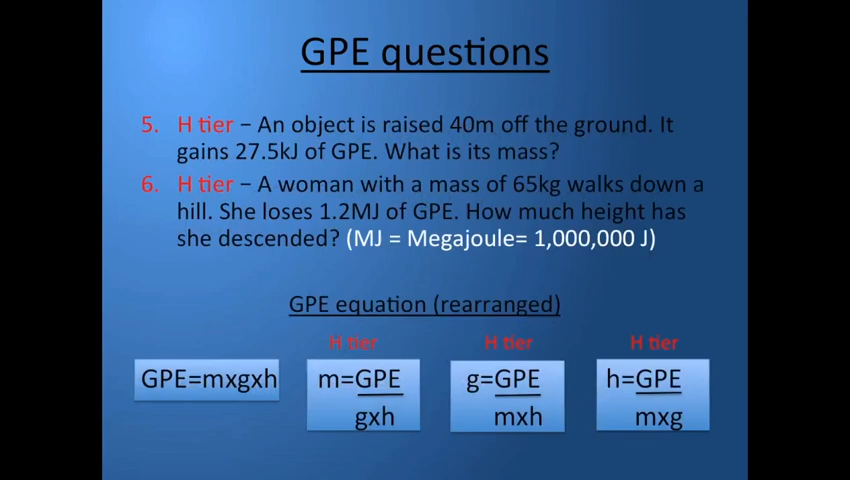 GPE questions
5. H tier – An object is raised 40m off the ground. It
gains 27.5kJ of GPE. What is its mass?
6. H tier – A woman with a mass of 65kg walks down a
hill. She loses 1.2MJ of GPE. How much height has
she descended? (MJ = Megajoule= 1,000,000 J)
GPE equation (rearranged)
H tier H tier H tier
GPE=mxgxh m=GPE g=GPE h=GPE
gxh mxh mxg